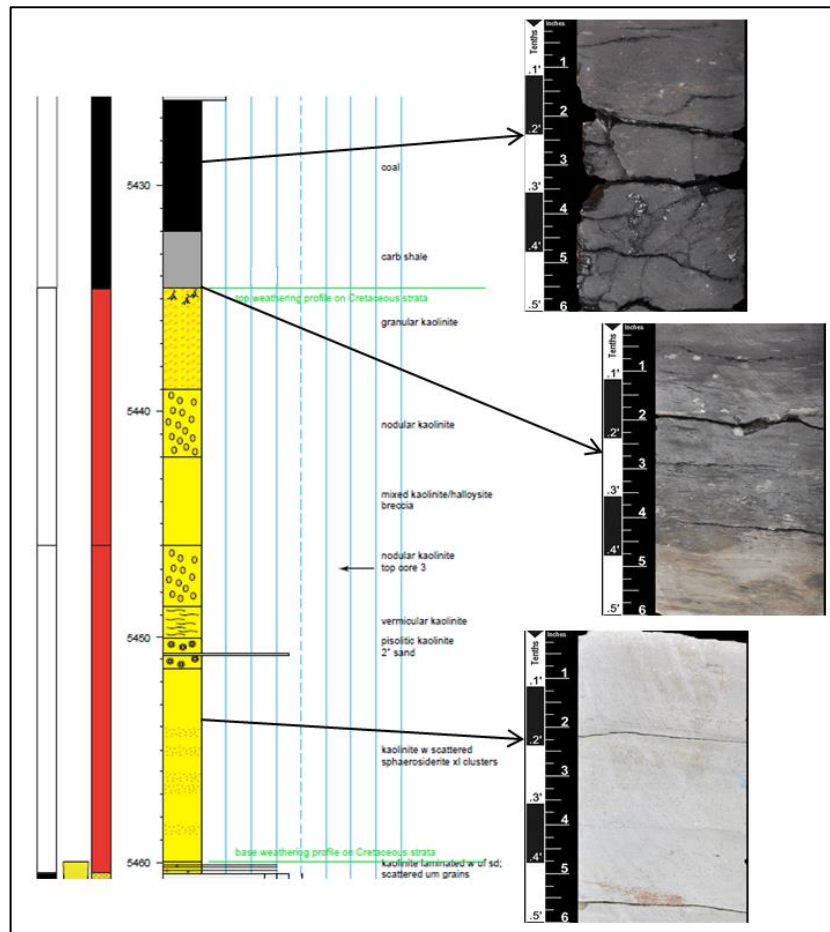 Tenths
Inches
.1'
.2'
.3'
.4'
.5'
1
2
3
4
5
6
5430
coal
carb shale
top weathering profile on Cretaceous strata
granular kaolinite
5440
nodular kaolinite
mixed kaolinite/halloysite
breccia
nodular kaolinite
top core 3
vermicular kaolinite
5450
pisolitic kaolinite
2" sand
kaolinite w scattered
sphaerosiderite xl clusters
base weathering profile on Cretaceous strata
5460
kaolinite laminated w uf sd;
scattered um grains
Tenths
Inches
.1'
.2'
.3'
.4'
.5'
1
2
3
4
5
6
Tenths
Inches
.1'
.2'
.3'
.4'
.5'
1
2
3
4
5
6